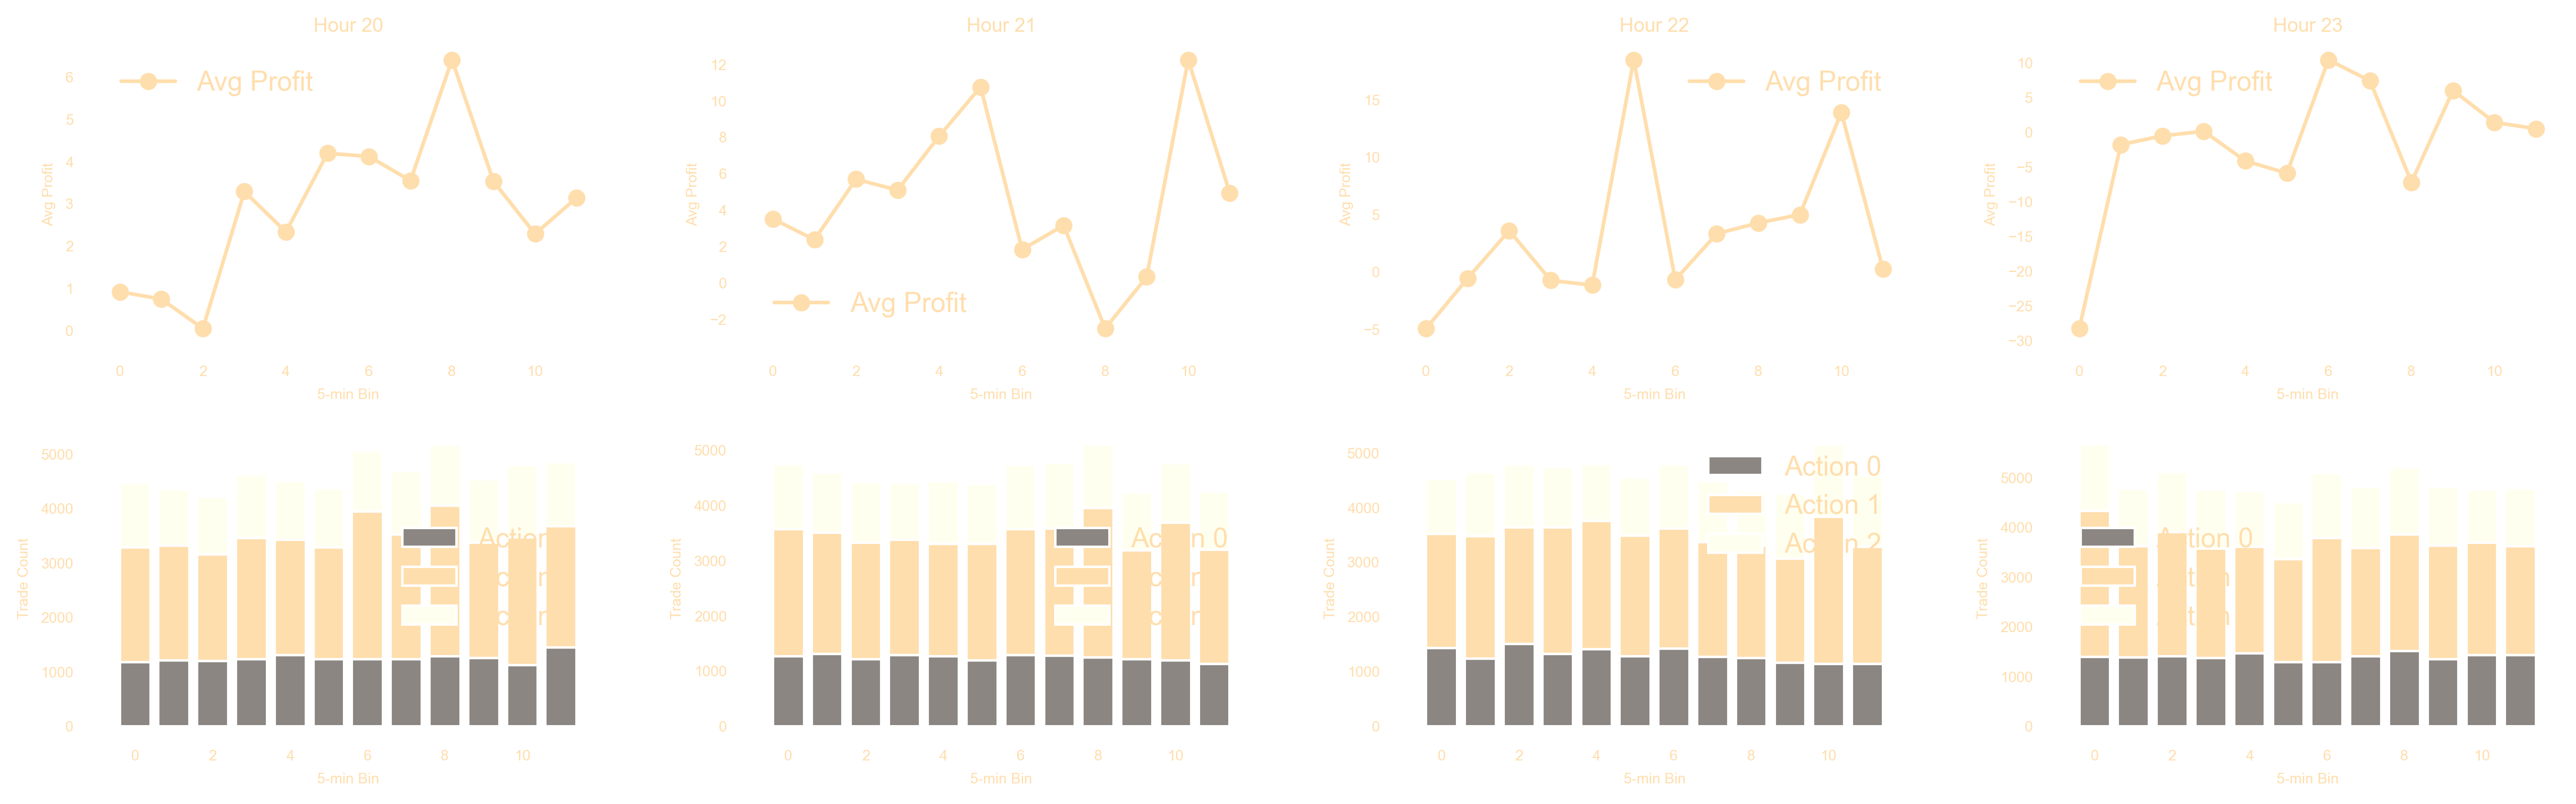 Hour 20
6
5
4
3
2
1
0
Avg Profit
Avg Profit
0 2 4 6 8 10
5-min Bin
Hour 21
12
10
8
6
4
2
0
−2
Avg Profit
Avg Profit
0 2 4 6 8 10
5-min Bin
Hour 22
15
10
5
0
−5
Avg Profit
Avg Profit
0 2 4 6 8 10
5-min Bin
Hour 23
10
5
0
−5
−10
−15
−20
−25
−30
Avg Profit
Avg Profit
0 2 4 6 8 10
5-min Bin
5000
4000
3000
2000
1000
0
Trade Count
0 2 4 6 8 10
5-min Bin
5000
4000
3000
2000
1000
0
Trade Count
0 2 4 6 8 10
5-min Bin
5000
4000
3000
2000
1000
0
Trade Count
Action 0
Action 1
Action 2
0 2 4 6 8 10
5-min Bin
5000
4000
3000
2000
1000
0
Trade Count
Action 0
0 2 4 6 8 10
5-min Bin